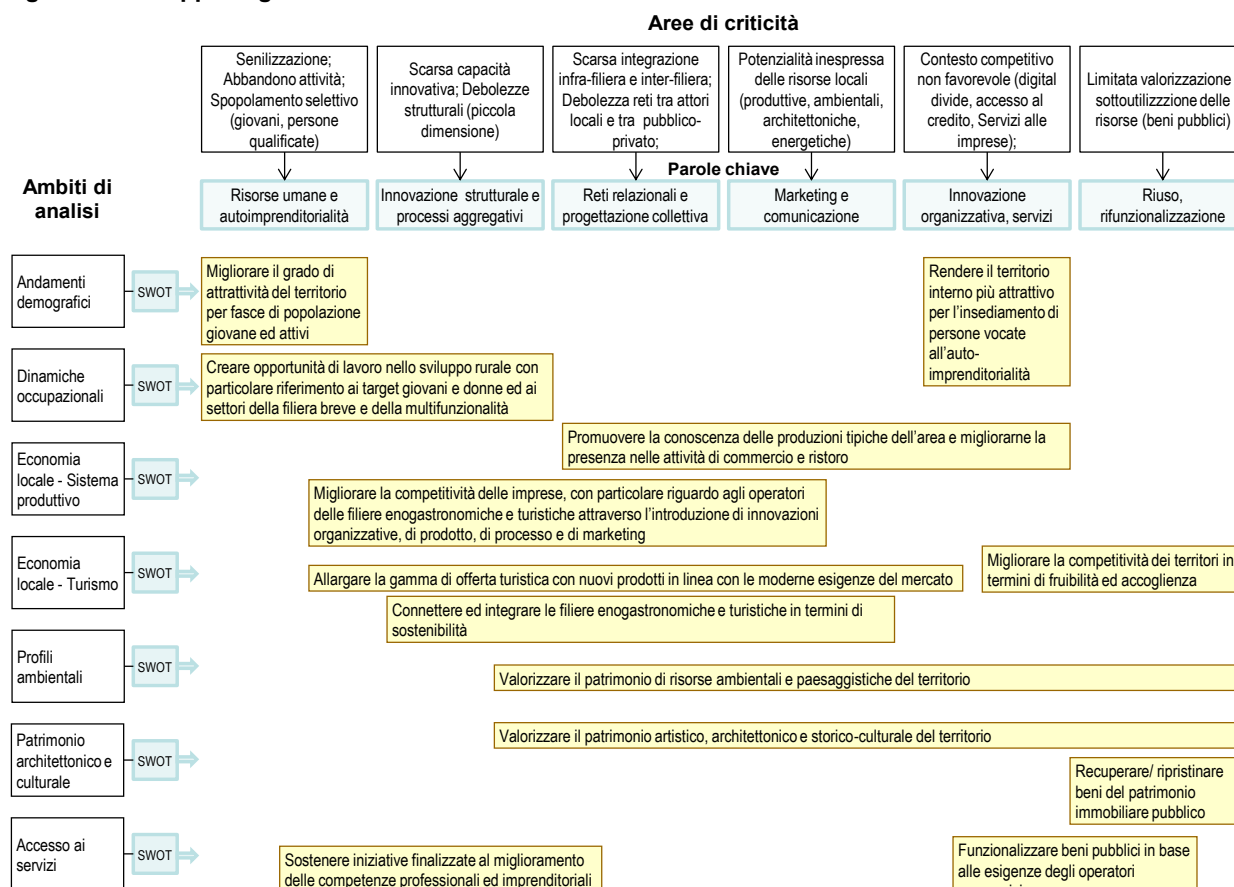 Aree di criticità
Senilizzazione;
Abbandono attività;
Spopolamento selettivo
(giovani, persone
qualificate)
Scarsa capacità
innovativa; Debolezze
strutturali (piccola
dimensione)
Scarsa integrazione
infra-filiera e inter-filiera;
Debolezza reti tra attori
locali e tra pubblico-
privato;
Potenzialità inespressa
delle risorse locali
(produttive, ambientali,
architettoniche,
energetiche)
Contesto competitivo
non favorevole (digital
divide, accesso al
credito, Servizi alle
imprese);
Limitata valorizzazione
sottoutilizzzione delle
risorse (beni pubblici)
Parole chiave
Ambiti di
analisi
Risorse umane e
autoimprenditorialità
Innovazione strutturale e
processi aggregativi
Reti relazionali e
progettazione collettiva
Marketing e
comunicazione
Innovazione
organizzativa, servizi
Riuso,
rifunzionalizzazione
Andamenti
demografici
SWOT
Migliorare il grado di
attrattività del territorio
per fasce di popolazione
giovane ed attivi
Rendere il territorio
interno più attrattivo
per l'insediamento di
persone vocate
all'auto-
imprenditorialità
Dinamiche
occupazionali
SWOT
Creare opportunità di lavoro nello sviluppo rurale con
particolare riferimento ai target giovani e donne ed ai
settori della filiera breve e della multifunzionalità
Promuovere la conoscenza delle produzioni tipiche dell'area e migliorarne la
presenza nelle attività di commercio e ristoro
Economia
locale - Sistema
produttivo
SWOT
Migliorare la competitività delle imprese, con particolare riguardo agli operatori
delle filiere enogastronomiche e turistiche attraverso l'introduzione di innovazioni
organizzative, di prodotto, di processo e di marketing
Economia
locale - Turismo
SWOT
Migliorare la competitività dei territori in
termini di fruibilità ed accoglienza
Allargare la gamma di offerta turistica con nuovi prodotti in linea con le moderne esigenze del mercato
Connettere ed integrare le filiere enogastronomiche e turistiche in termini di
sostenibilità
Profili
ambientali
SWOT
Valorizzare il patrimonio di risorse ambientali e paesaggistiche del territorio
Patrimonio
architettonico e
culturale
SWOT
Valorizzare il patrimonio artistico, architettonico e storico-culturale del territorio
Recuperare/ ripristinare
beni del patrimonio
immobiliare pubblico
Accesso ai
servizi
SWOT
Sostenere iniziative finalizzate al miglioramento
delle competenze professionali ed imprenditoriali
Funzionalizzare beni pubblici in base
alle esigenze degli operatori